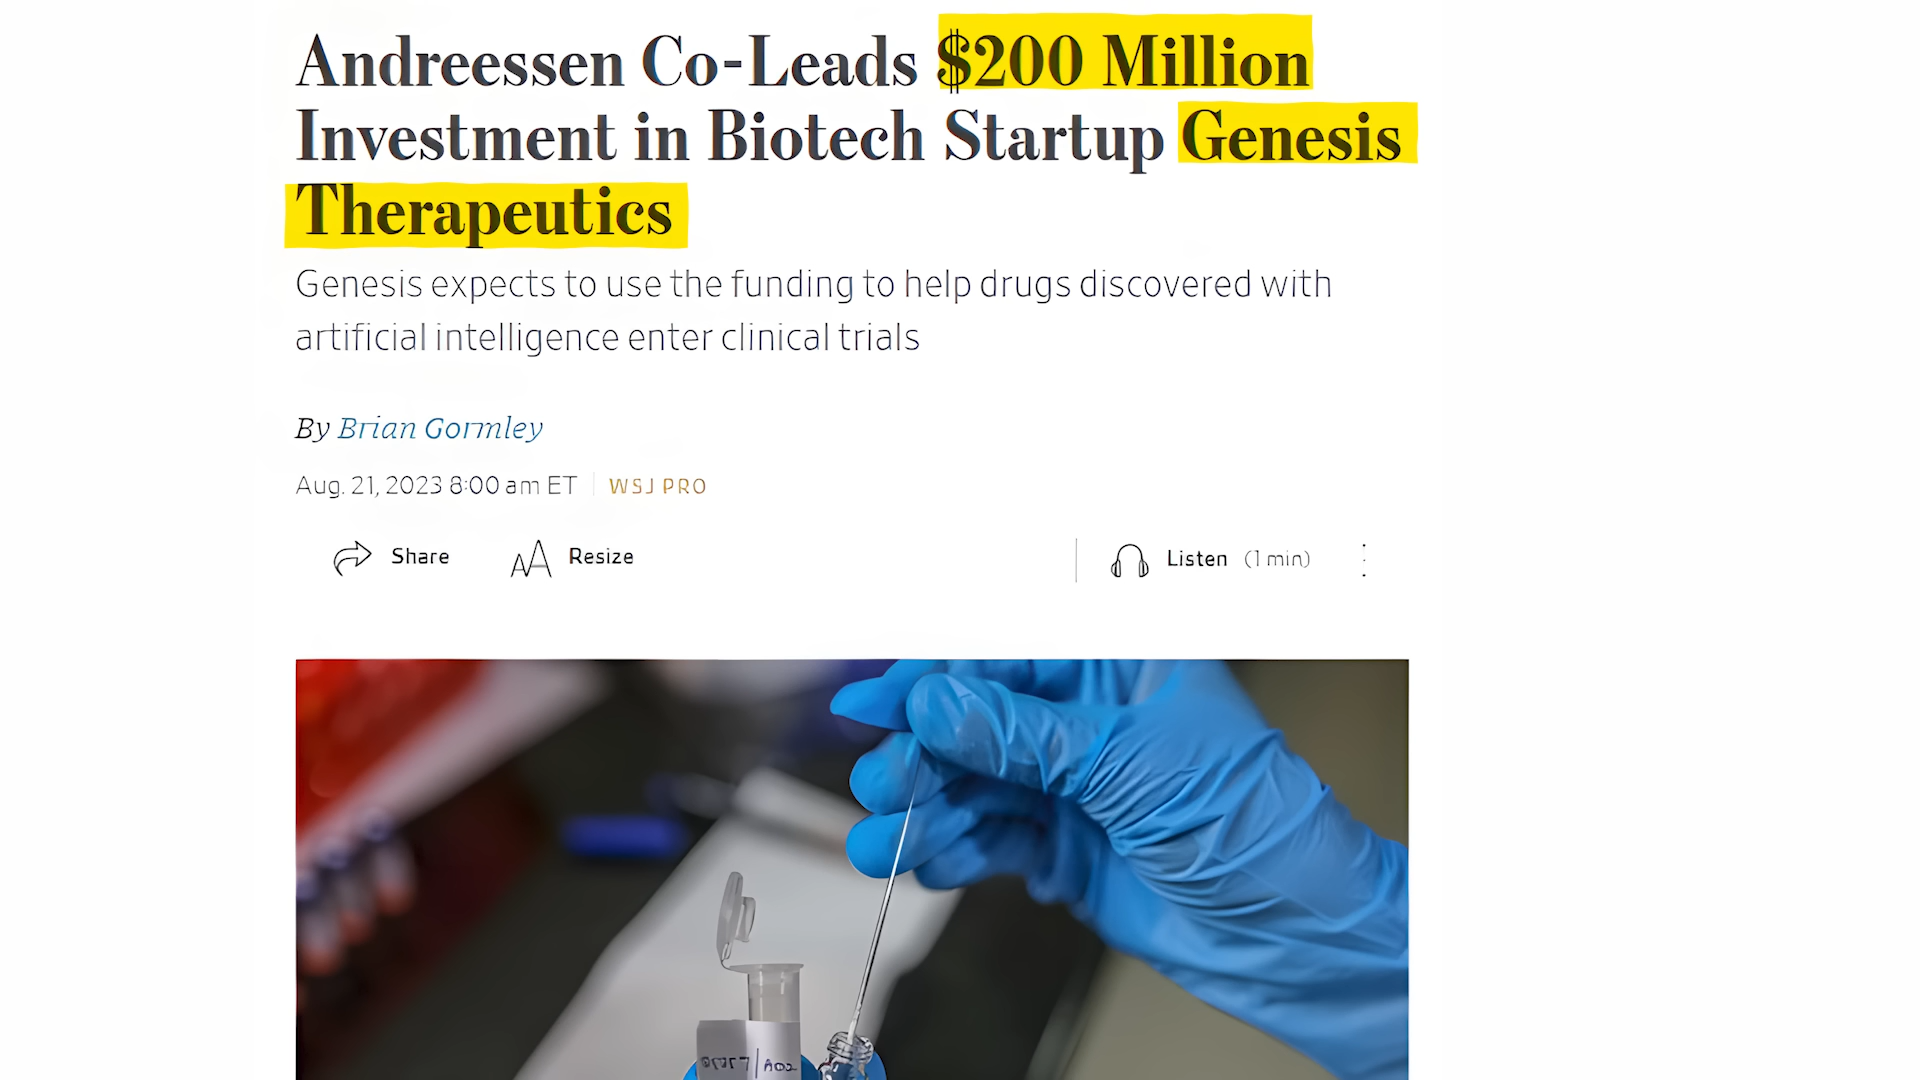 Andreessen Co-Leads $200 Million
Investment in Biotech Startup Genesis
Therapeutics
Genesis expects to use the funding to help drugs discovered with
artificial intelligence enter clinical trials
By Brian Gormley
Aug. 21, 2023 8:00 am ET | WSJ PRO
Share AA Resize Listen (1 min)